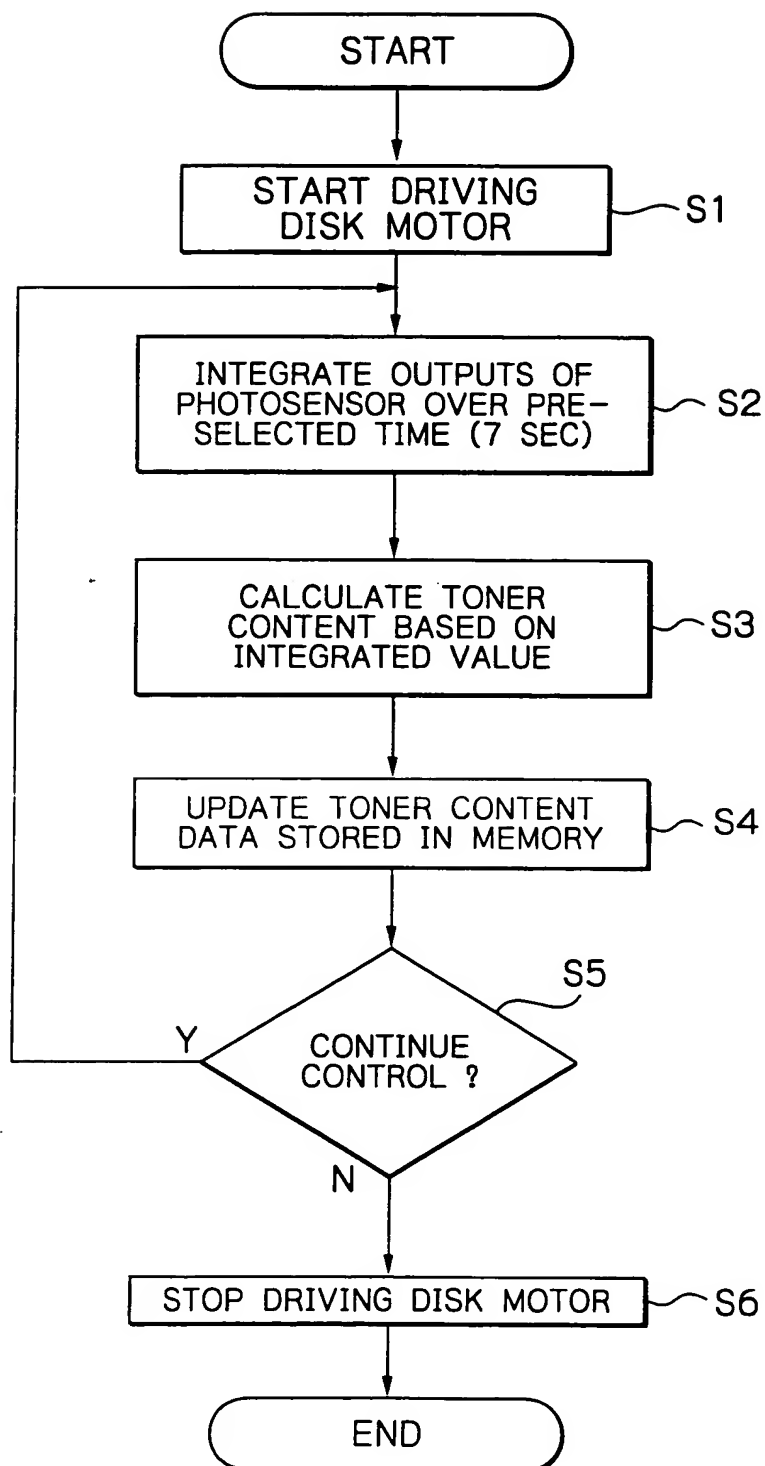 START
START DRIVING
DISK MOTOR
S1
INTEGRATE OUTPUTS OF
PHOTOSENSOR OVER PRE-
SELECTED TIME (7 SEC)
S2
CALCULATE TONER
CONTENT BASED ON
INTEGRATED VALUE
S3
UPDATE TONER CONTENT
DATA STORED IN MEMORY
S4
S5
Y
CONTINUE
CONTROL ?
N
STOP DRIVING DISK MOTOR
S6
END